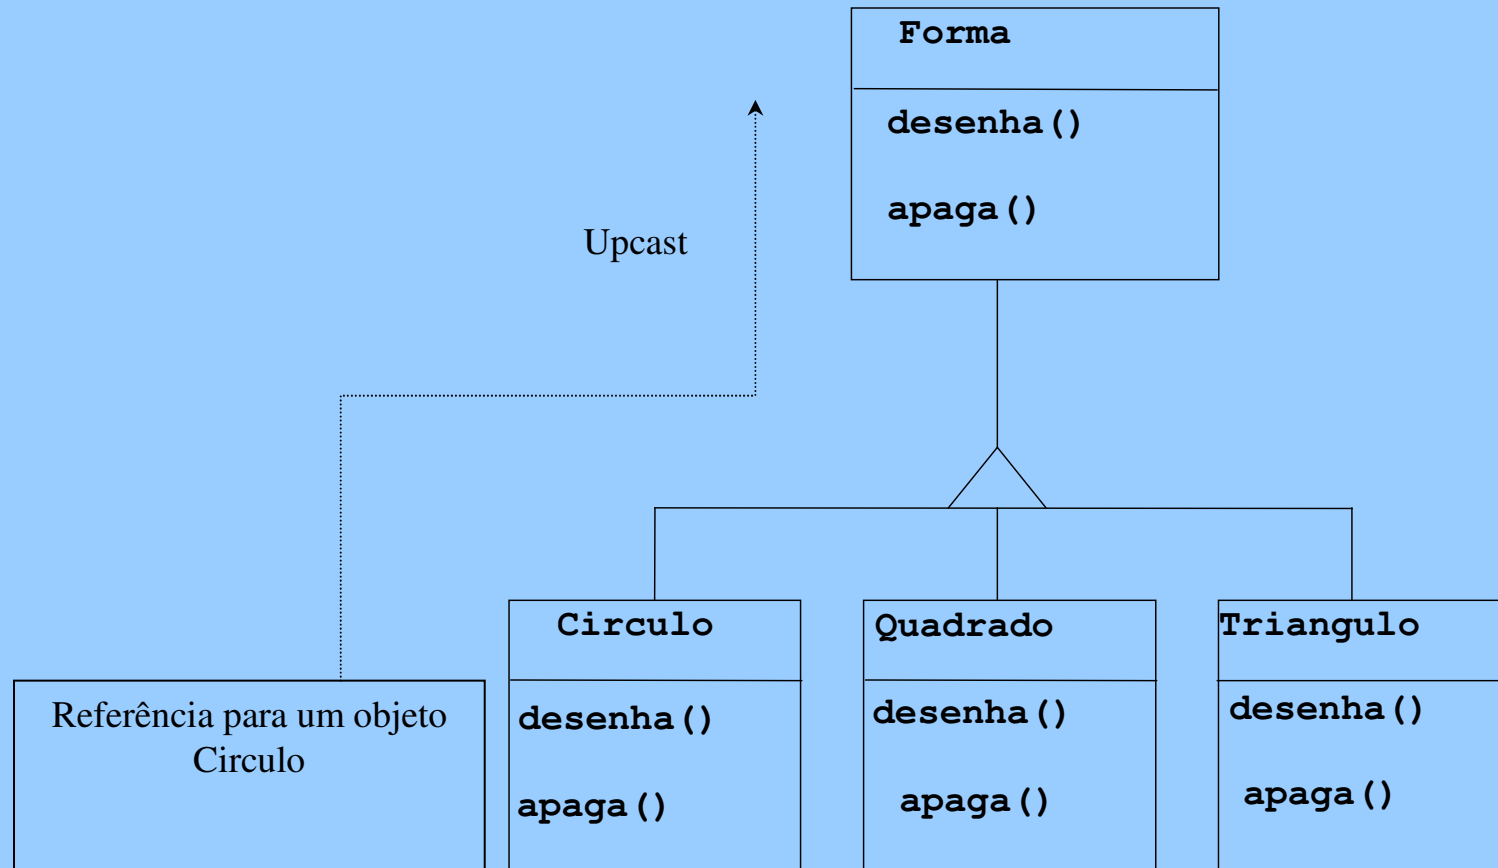 Forma
desenha()
apaga()
Upcast
Circulo
desenha()
apaga()
Quadrado
desenha()
apaga()
Triangulo
desenha()
apaga()
Referência para um objeto
Circulo